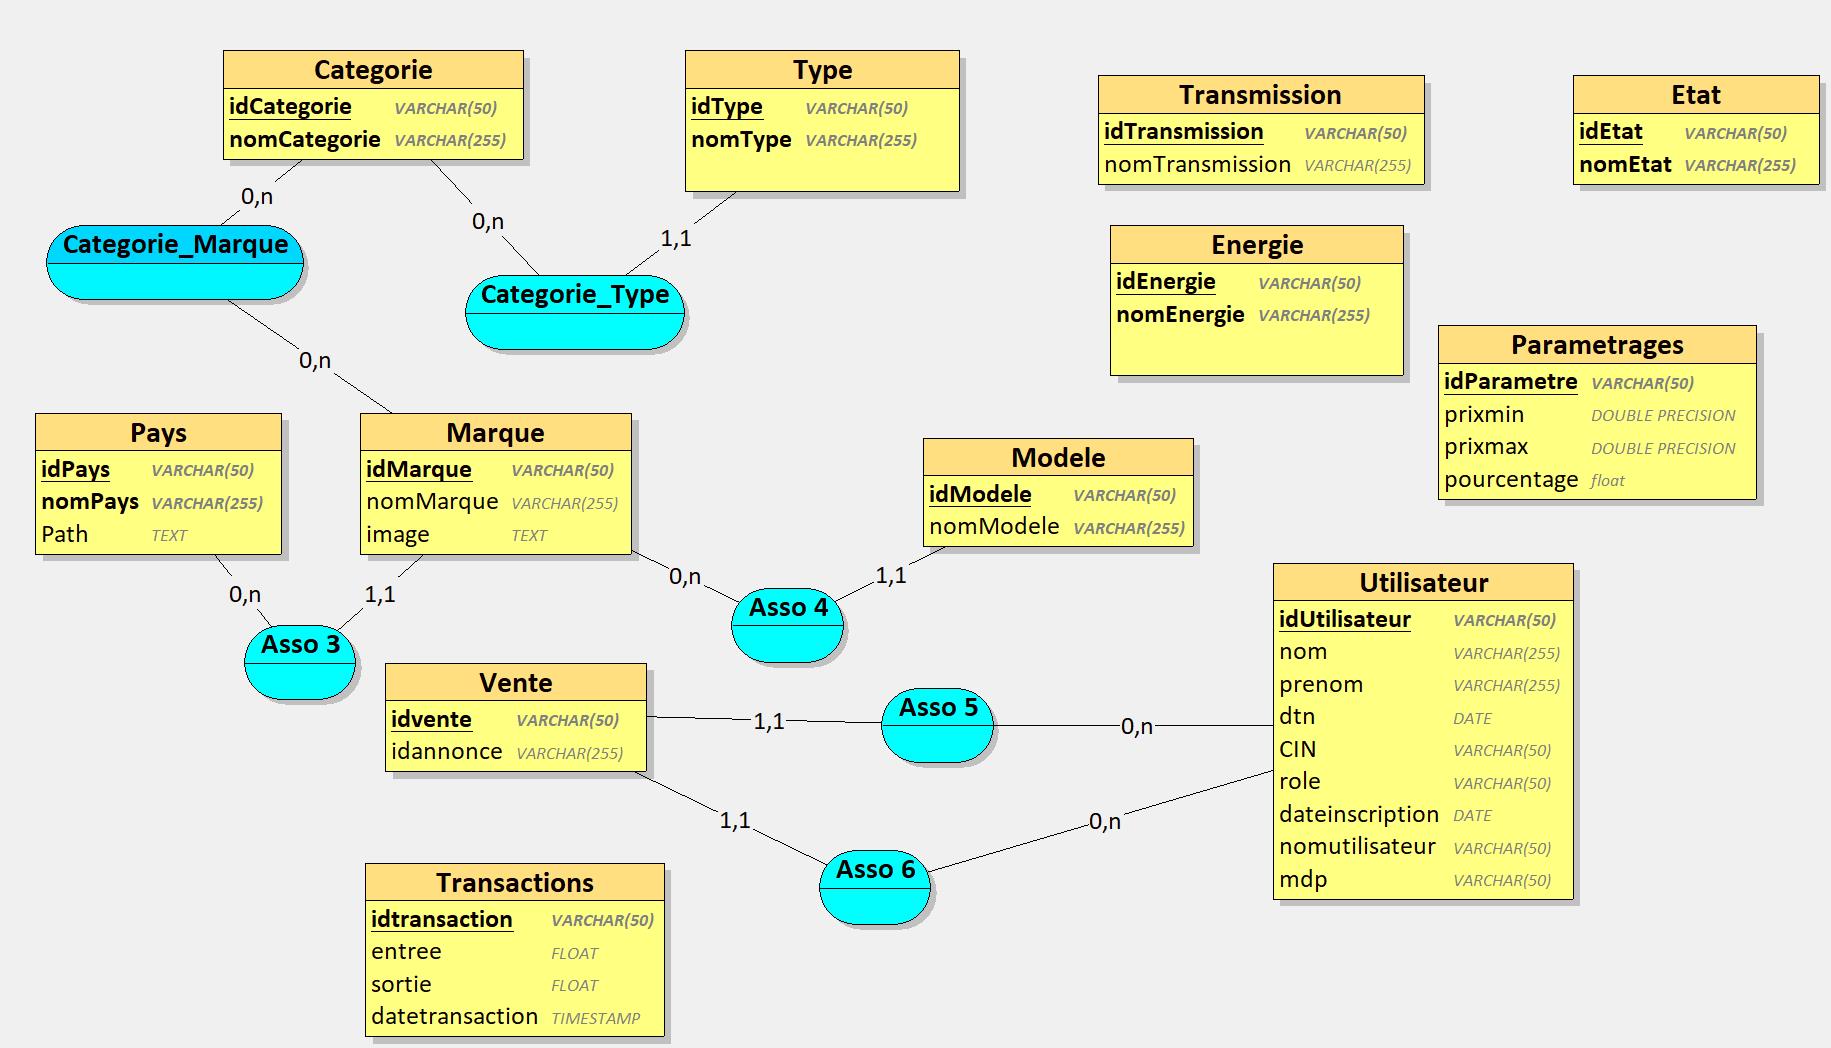 Categorie
idCategorie VARCHAR(50)
nomCategorie VARCHAR(255)
Type
idType VARCHAR(50)
nomType VARCHAR(255)
Transmission
idTransmission VARCHAR(50)
nomTransmission VARCHAR(255)
Etat
idEtat VARCHAR(50)
nomEtat VARCHAR(255)
0,n
0,n
1,1
Categorie_Marque
Categorie_Type
Energie
idEnergie VARCHAR(50)
nomEnergie VARCHAR(255)
Parametrages
idParametre VARCHAR(50)
prixmin DOUBLE PRECISION
prixmax DOUBLE PRECISION
pourcentage float
0,n
Pays
idPays VARCHAR(50)
nomPays VARCHAR(255)
Path TEXT
Marque
idMarque VARCHAR(50)
nomMarque VARCHAR(255)
image TEXT
Modele
idModele VARCHAR(50)
nomModele VARCHAR(255)
0,n
1,1
0,n
1,1
Asso 3
Asso 4
Utilisateur
idUtilisateur VARCHAR(50)
nom VARCHAR(255)
prenom VARCHAR(255)
dtn DATE
CIN VARCHAR(50)
role VARCHAR(50)
dateinscription DATE
nomutilisateur VARCHAR(50)
mdp VARCHAR(50)
Vente
idvente VARCHAR(50)
idannonce VARCHAR(255)
1,1
Asso 5
0,n
1,1
Asso 6
0,n
Transactions
idtransaction VARCHAR(50)
entree FLOAT
sortie FLOAT
datetransaction TIMESTAMP